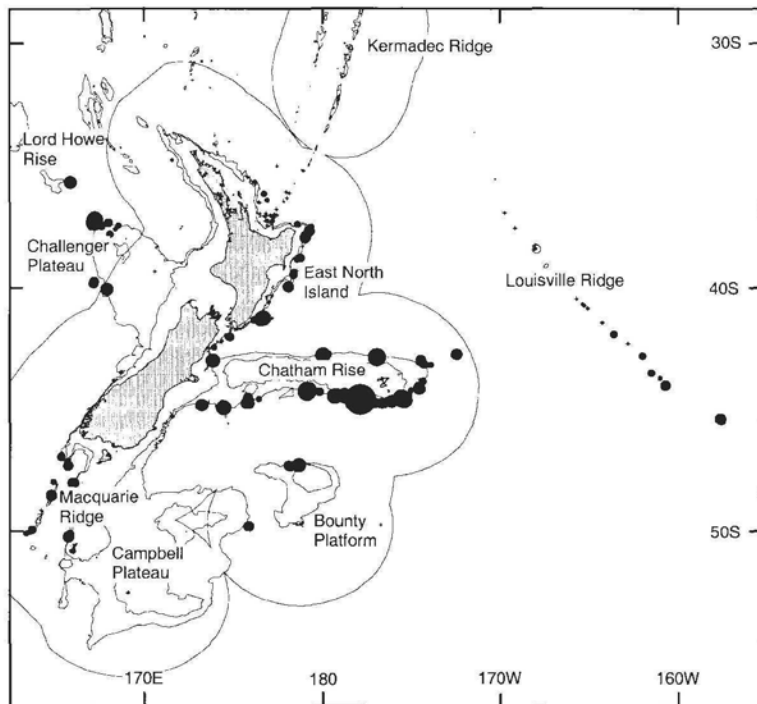 Kermadec Ridge
30S
Lord Howe
Rise
Challenger
Plateau
East North
Island
Louisville Ridge
40S
Chatham Rise
Macquarie
Ridge
Campbell
Plateau
Bounty
Platform
50S
170E
180
170W
160W